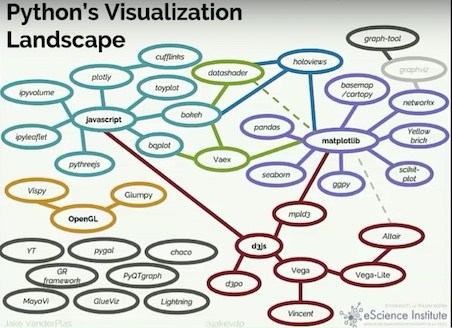 Python's Visualization
Landscape
cufflinks
graph-tool
plotly
datashader
holoviews
graphviz
ipyvolume
toyplot
basemap
/cartopy
networkx
javascript
bokeh
pandas
matplotlib
Yellow
brick
ipyleaflet
bqplot
Vaex
pythreejs
seaborn
ggpy
scikit-
plot
Vispy
Glumpy
OpenGL
mpld3
Altair
d3js
YT
pygal
chaco
GR
framework
PyQTgraph
d3po
Vega
Vega-Lite
MayaVi
GlueViz
Lightning
Vincent
Jake VanderPlas
@jakevdp
eScience Institute